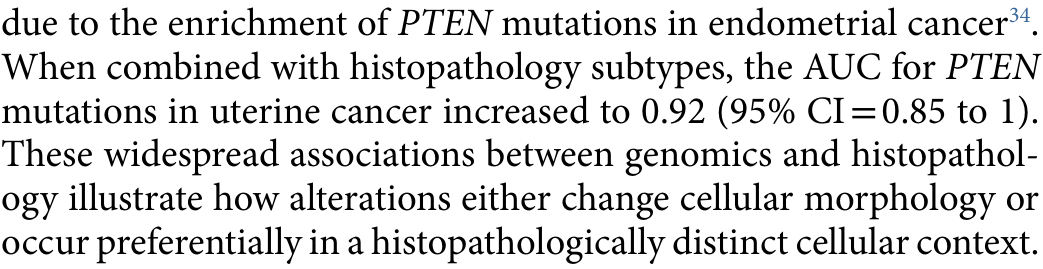 due to the enrichment of PTEN mutations in endometrial cancer34.
When combined with histopathology subtypes, the AUC for PTEN
mutations in uterine cancer increased to 0.92 (95% CI = 0.85 to 1).
These widespread associations between genomics and histopathol-
ogy illustrate how alterations either change cellular morphology or
occur preferentially in a histopathologically distinct cellular context.